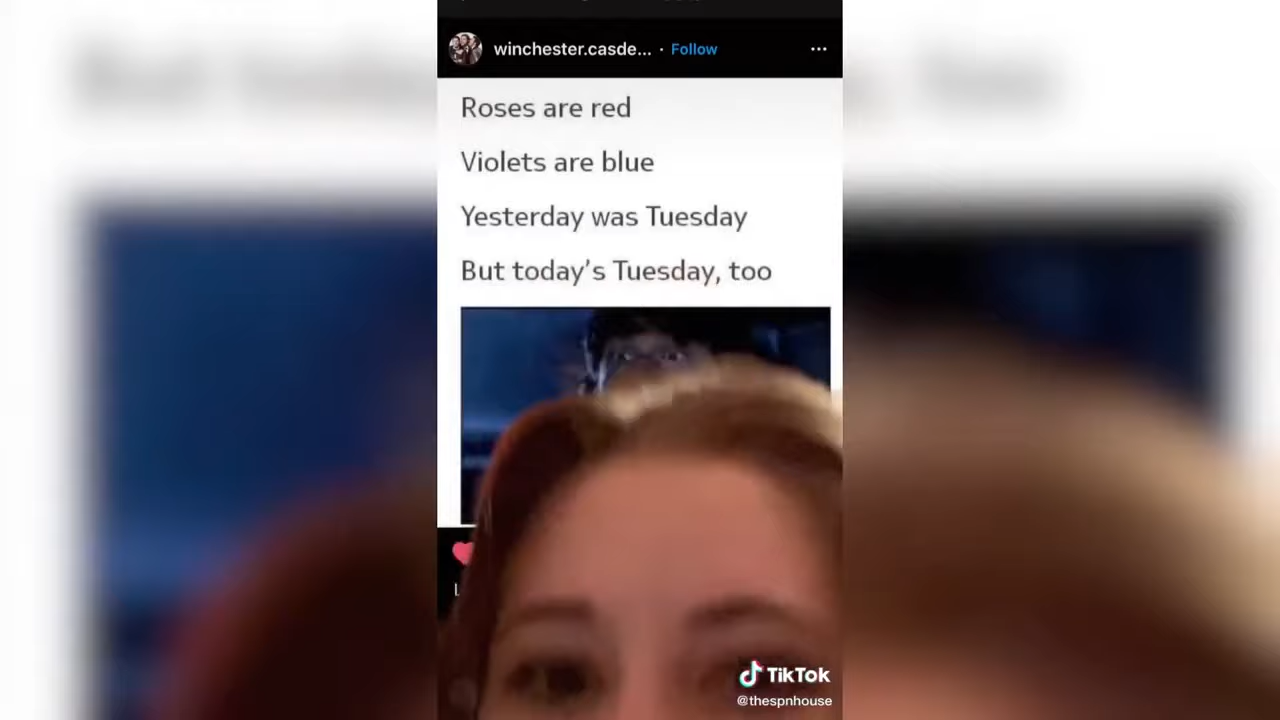 winchester.casde... · Follow ...
Roses are red
Violets are blue
Yesterday was Tuesday
But today's Tuesday, too
TikTok
@thespnhouse